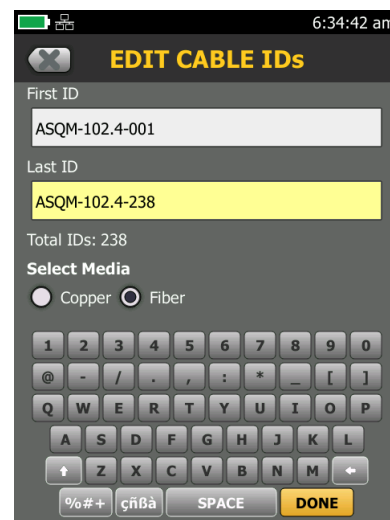 6:34:42 am
EDIT CABLE IDs
First ID
ASQM-102.4-001
Last ID
ASQM-102.4-238
Total IDs: 238
Select Media
Copper Fiber
1 2 3 4 5 6 7 8 9 0
@ - / . , : * _ [ ]
Q W E R T Y U I O P
A S D F G H J K L
Z X C V B N M
%#+ çñßà SPACE DONE